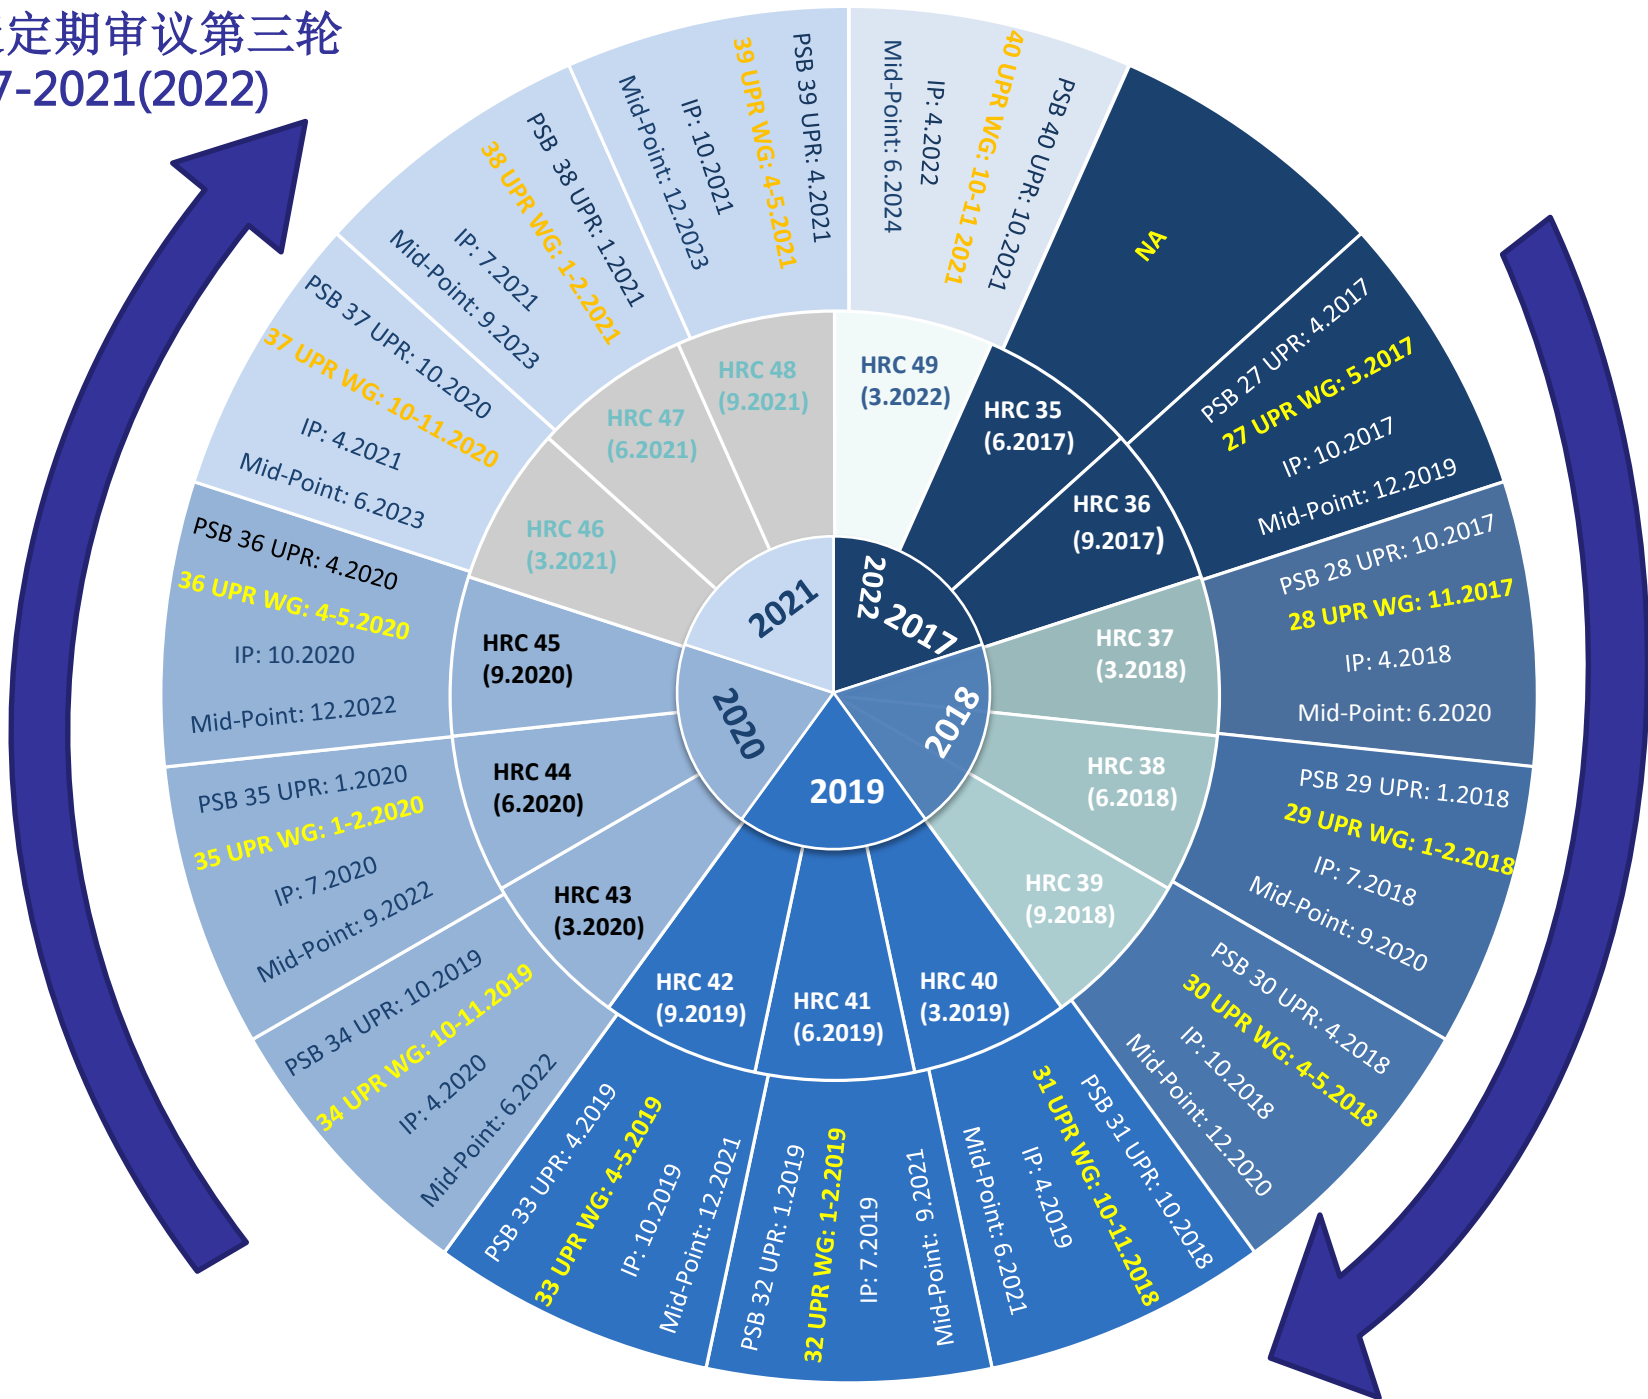 定期审议第三轮
7-2021(2022)
PSB 40 UPR: 10.2021
40 UPR WG: 10-11 2021
IP: 4.2022
Mid-Point: 6.2024
NA
PSB 27 UPR: 4.2017
27 UPR WG: 5.2017
IP: 10.2017
Mid-Point: 12.2019
PSB 28 UPR: 10.2017
28 UPR WG: 11.2017
IP: 4.2018
Mid-Point: 6.2020
PSB 29 UPR: 1.2018
29 UPR WG: 1-2.2018
IP: 7.2018
Mid-Point: 9.2020
PSB 30 UPR: 4.2018
30 UPR WG: 4-5.2018
IP: 10.2018
Mid-Point: 12.2020
PSB 31 UPR: 10.2018
31 UPR WG: 10-11.2018
IP: 4.2019
Mid-Point: 6.2021
PSB 32 UPR: 1.2019
32 UPR WG: 1-2.2019
IP: 7.2019
Mid-Point: 9.2021
PSB 33 UPR: 4.2019
33 UPR WG: 4-5.2019
IP: 10.2019
Mid-Point: 12.2021
PSB 34 UPR: 10.2019
34 UPR WG: 10-11.2019
IP: 4.2020
Mid-Point: 6.2022
PSB 35 UPR: 1.2020
35 UPR WG: 1-2.2020
IP: 7.2020
Mid-Point: 9.2022
PSB 36 UPR: 4.2020
36 UPR WG: 4-5.2020
IP: 10.2020
Mid-Point: 12.2022
PSB 37 UPR: 10.2020
37 UPR WG: 10-11.2020
IP: 4.2021
Mid-Point: 6.2023
PSB 38 UPR: 1.2021
38 UPR WG: 1-2.2021
IP: 7.2021
Mid-Point: 9.2023
PSB 39 UPR: 4.2021
39 UPR WG: 4-5.2021
IP: 10.2021
Mid-Point: 12.2023
HRC 49
(3.2022)
HRC 35
(6.2017)
HRC 36
(9.2017)
HRC 37
(3.2018)
HRC 38
(6.2018)
HRC 39
(9.2018)
HRC 40
(3.2019)
HRC 41
(6.2019)
HRC 42
(9.2019)
HRC 43
(3.2020)
HRC 44
(6.2020)
HRC 45
(9.2020)
HRC 46
(3.2021)
HRC 47
(6.2021)
HRC 48
(9.2021)
2022
2017
2018
2019
2020
2021